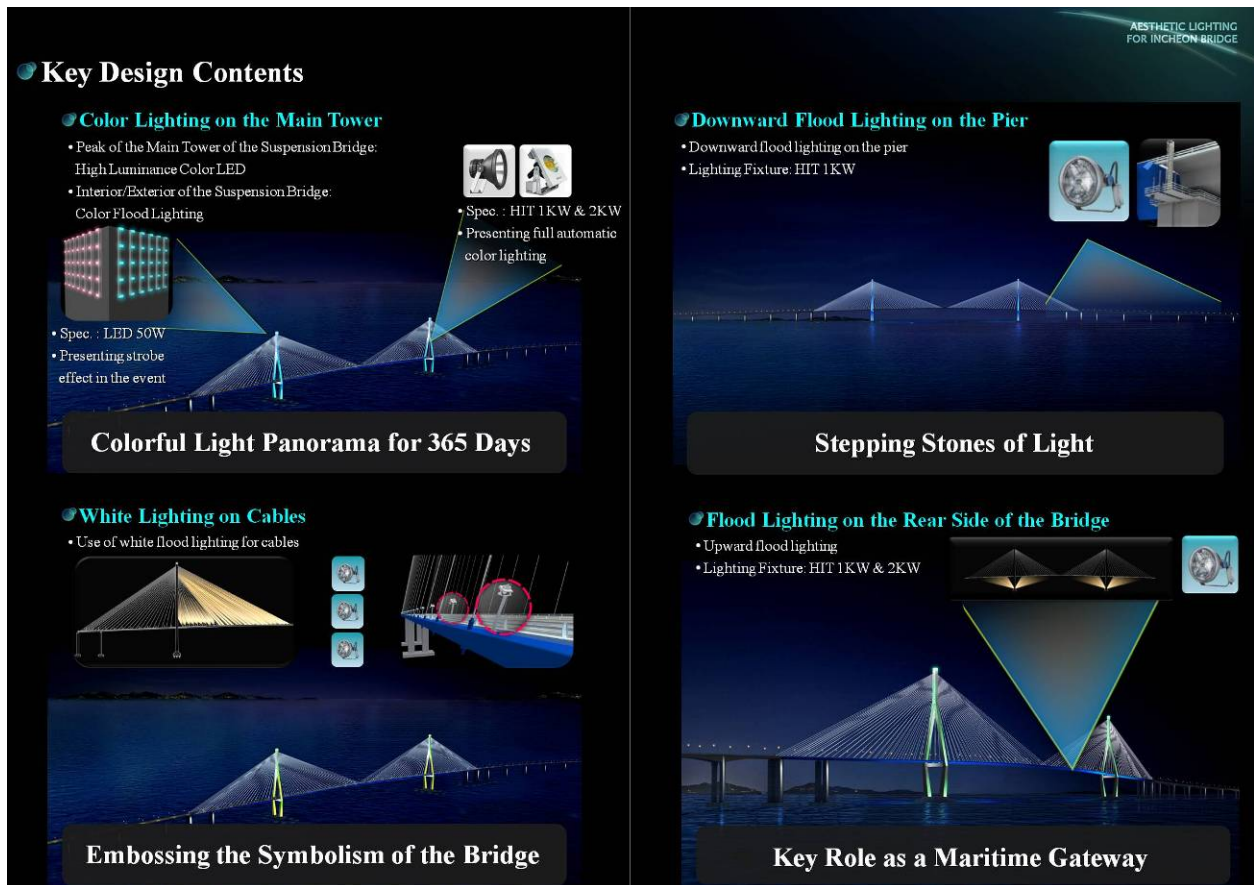 AESTHETIC LIGHTING
FOR INCHEON BRIDGE
Key Design Contents
Color Lighting on the Main Tower
• Peak of the Main Tower of the Suspension Bridge:
High Luminance Color LED
• Interior/Exterior of the Suspension Bridge:
Color Flood Lighting
• Spec. : HIT 1KW & 2KW
• Presenting full automatic
color lighting
• Spec. : LED 50W
• Presenting strobe
effect in the event
Colorful Light Panorama for 365 Days
White Lighting on Cables
• Use of white flood lighting for cables
Embossing the Symbolism of the Bridge
Downward Flood Lighting on the Pier
• Downward flood lighting on the pier
• Lighting Fixture: HIT 1KW
Stepping Stones of Light
Flood Lighting on the Rear Side of the Bridge
• Upward flood lighting
• Lighting Fixture: HIT 1KW & 2KW
Key Role as a Maritime Gateway